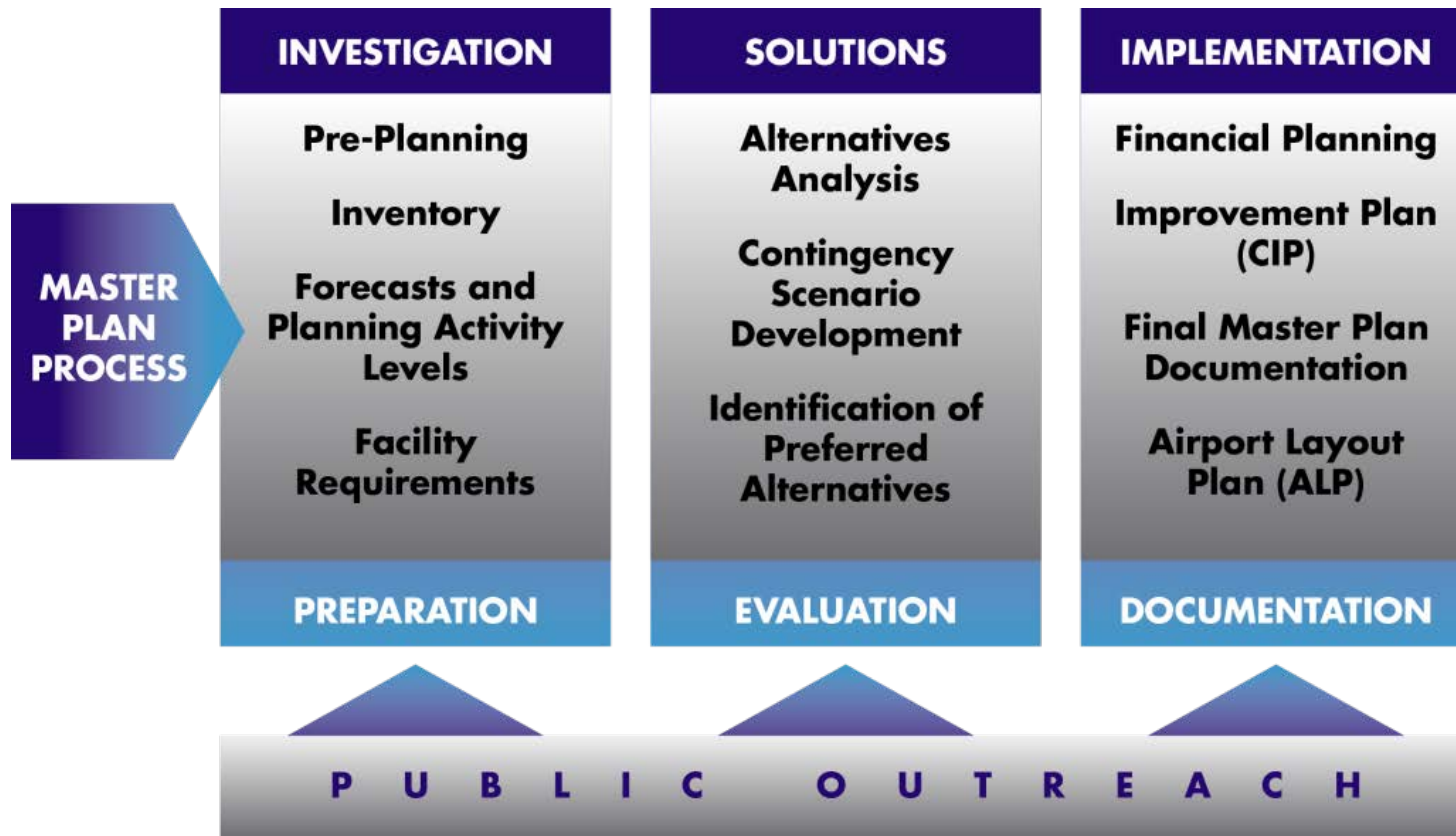 MASTER
PLAN
PROCESS
INVESTIGATION
Pre-Planning
Inventory
Forecasts and
Planning Activity
Levels
Facility
Requirements
PREPARATION
SOLUTIONS
Alternatives
Analysis
Contingency
Scenario
Development
Identification of
Preferred
Alternatives
EVALUATION
IMPLEMENTATION
Financial Planning
Improvement Plan
(CIP)
Final Master Plan
Documentation
Airport Layout
Plan (ALP)
DOCUMENTATION
PUBLIC OUTREACH